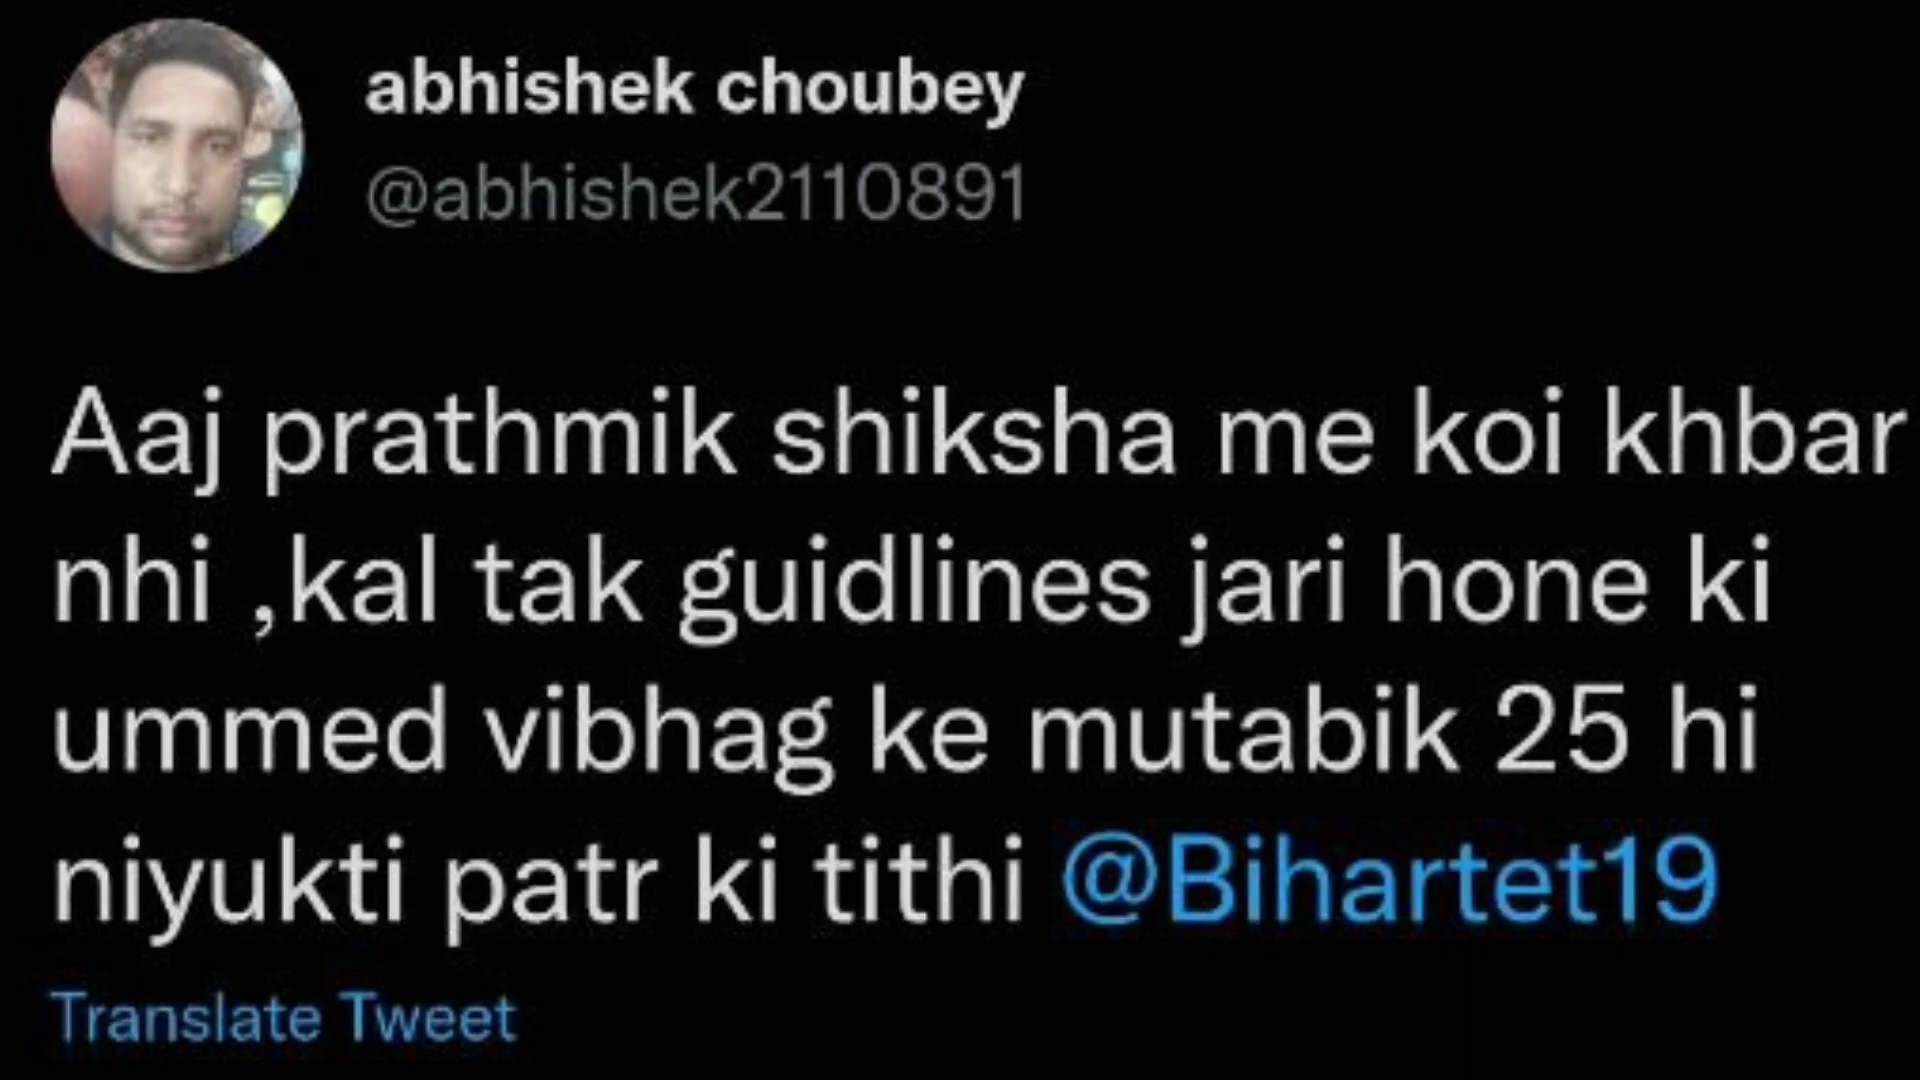 abhishek choubey
@abhishek2110891
Aaj prathmik shiksha me koi khbar
nhi ,kal tak guidlines jari hone ki
ummed vibhag ke mutabik 25 hi
niyukti patr ki tithi @Bihartet19
Translate Tweet